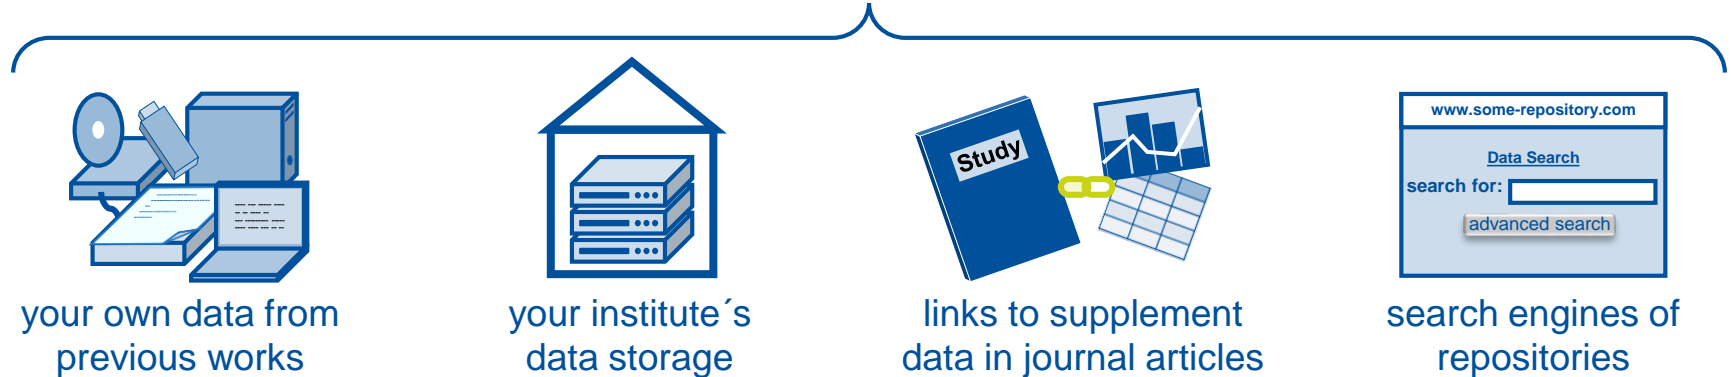 www.some-repository.com
Data Search
search for:
advanced search
Study
your own data from
previous works
your institute´s
data storage
links to supplement
data in journal articles
search engines of
repositories